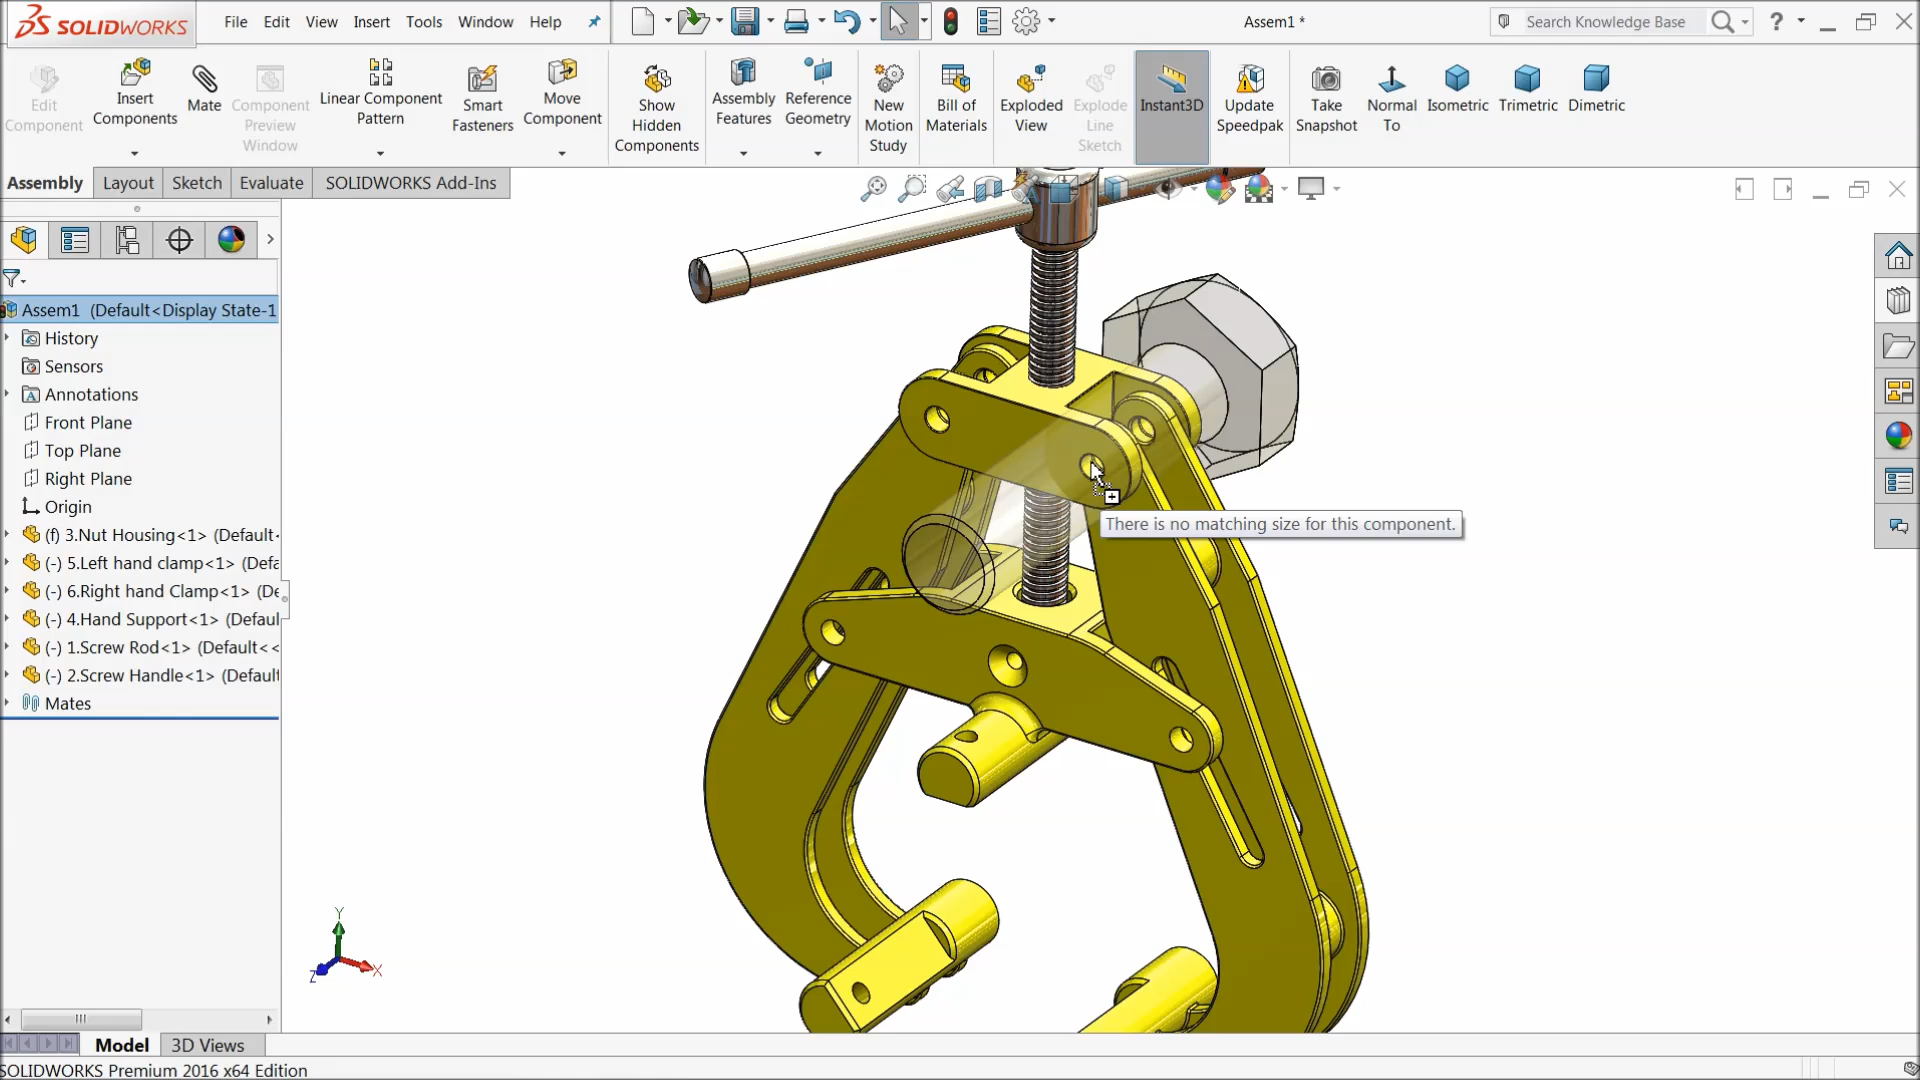 SOLIDWORKS
File Edit View Insert Tools Window Help
Assem1 *
Search Knowledge Base
?
Edit Component
Insert Components
Mate
Component Preview Window
Linear Component Pattern
Smart Fasteners
Move Component
Show Hidden Components
Assembly Features
Reference Geometry
New Motion Study
Bill of Materials
Exploded View
Explode Line Sketch
Instant3D
Update Speedpak
Take Snapshot
Normal To
Isometric
Trimetric
Dimetric
Assembly Layout Sketch Evaluate SOLIDWORKS Add-Ins
Assem1 (Default<Display State-1
History
Sensors
Annotations
Front Plane
Top Plane
Right Plane
Origin
(f) 3.Nut Housing<1> (Default<
(-) 5.Left hand clamp<1> (Defa
(-) 6.Right hand Clamp<1> (De
(-) 4.Hand Support<1> (Defaul
(-) 1.Screw Rod<1> (Default<<
(-) 2.Screw Handle<1> (Default
Mates
There is no matching size for this component.
Y
X
Z
Model 3D Views
SOLIDWORKS Premium 2016 x64 Edition